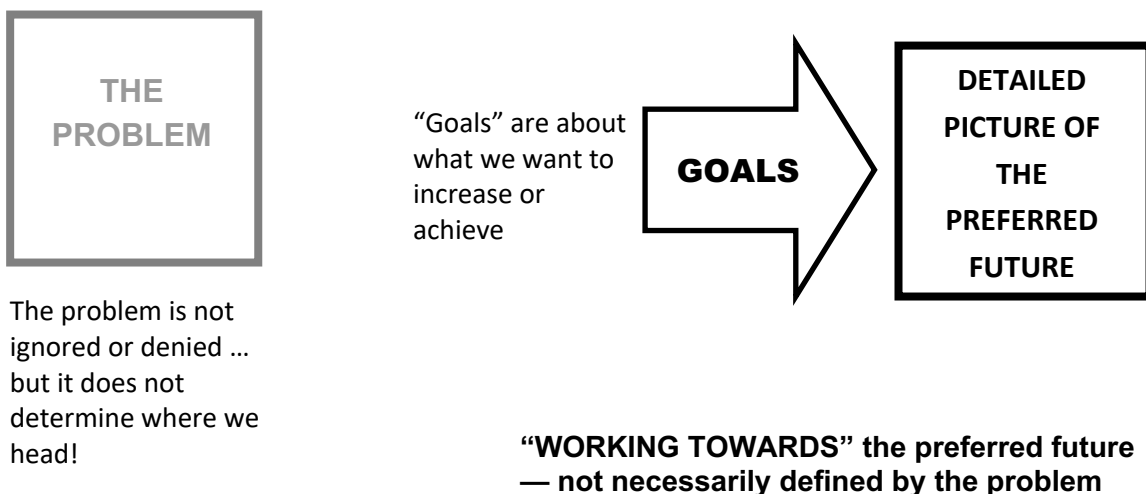 THE
PROBLEM
The problem is not
ignored or denied …
but it does not
determine where we
head!
“Goals” are about
what we want to
increase or
achieve
GOALS
DETAILED
PICTURE OF
THE
PREFERRED
FUTURE
“WORKING TOWARDS” the preferred future
— not necessarily defined by the problem